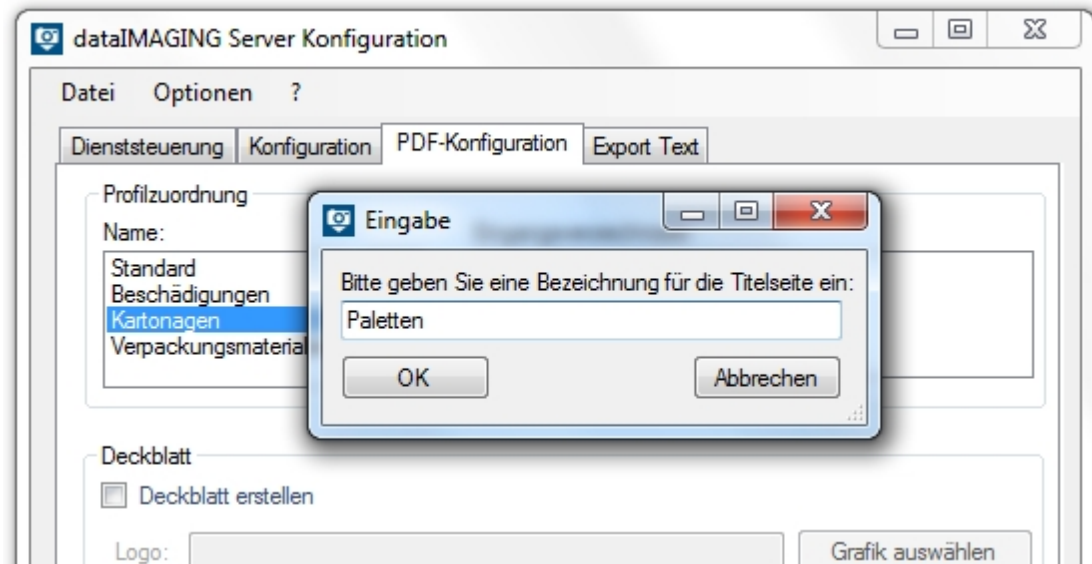 dataIMAGING Server Konfiguration
Datei Optionen ?
Dienststeuerung Konfiguration PDF-Konfiguration Export Text
Profilzuordnung
Name:
Standard
Beschädigungen
Kartonagen
Verpackungsmaterial
Eingabe
Bitte geben Sie eine Bezeichnung für die Titelseite ein:
Paletten
OK Abbrechen
Deckblatt
Deckblatt erstellen
Logo: Grafik auswählen